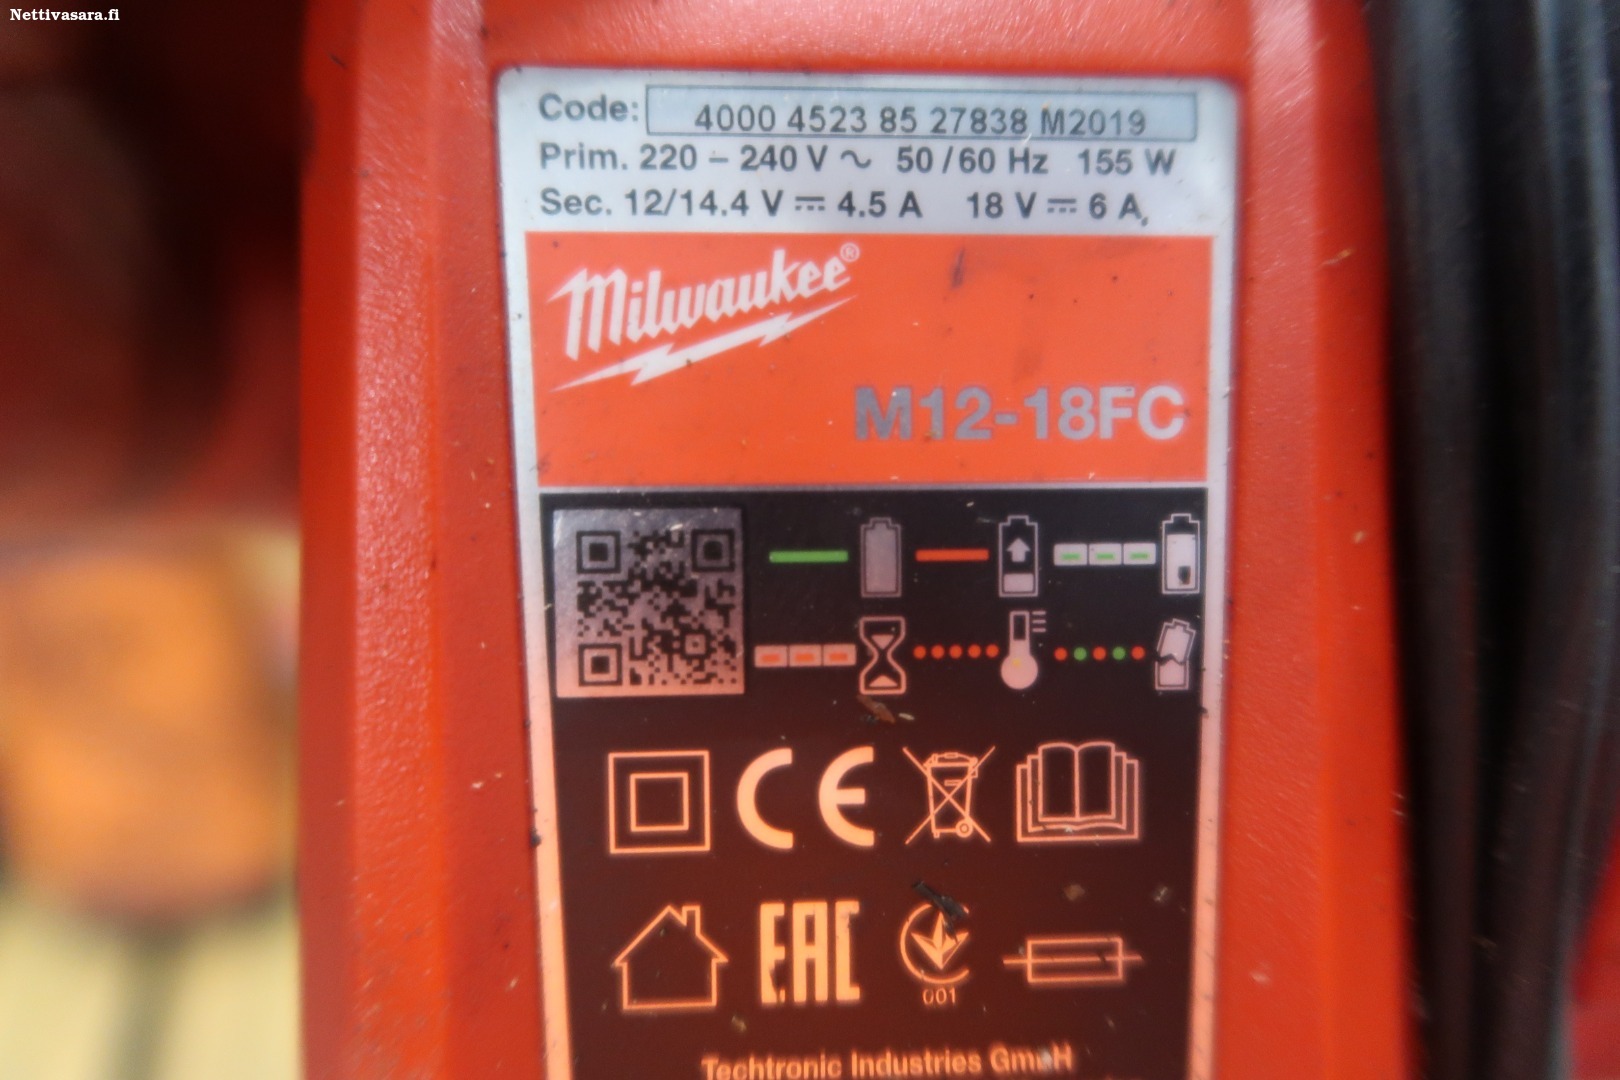 Nettivasara.fi
Code: 4000 4523 85 27838 M2019
Prim. 220 – 240 V ~ 50/60 Hz 155 W
Sec. 12/14.4 V ⎓ 4.5 A 18 V ⎓ 6 A
Milwaukee®
M12-18FC
CE
EAC
001
Techtronic Industries GmbH